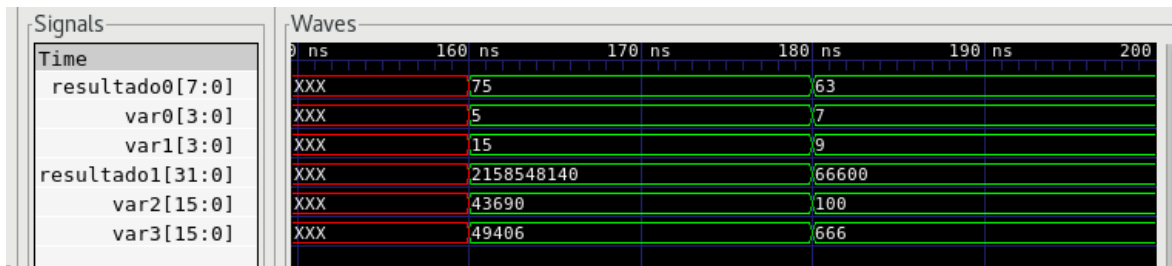 Signals Waves
Time 0 ns 160 ns 170 ns 180 ns 190 ns 200
resultado0[7:0] XXX 75 63
var0[3:0] XXX 5 7
var1[3:0] XXX 15 9
resultado1[31:0] XXX 2158548140 66600
var2[15:0] XXX 43690 100
var3[15:0] XXX 49406 666